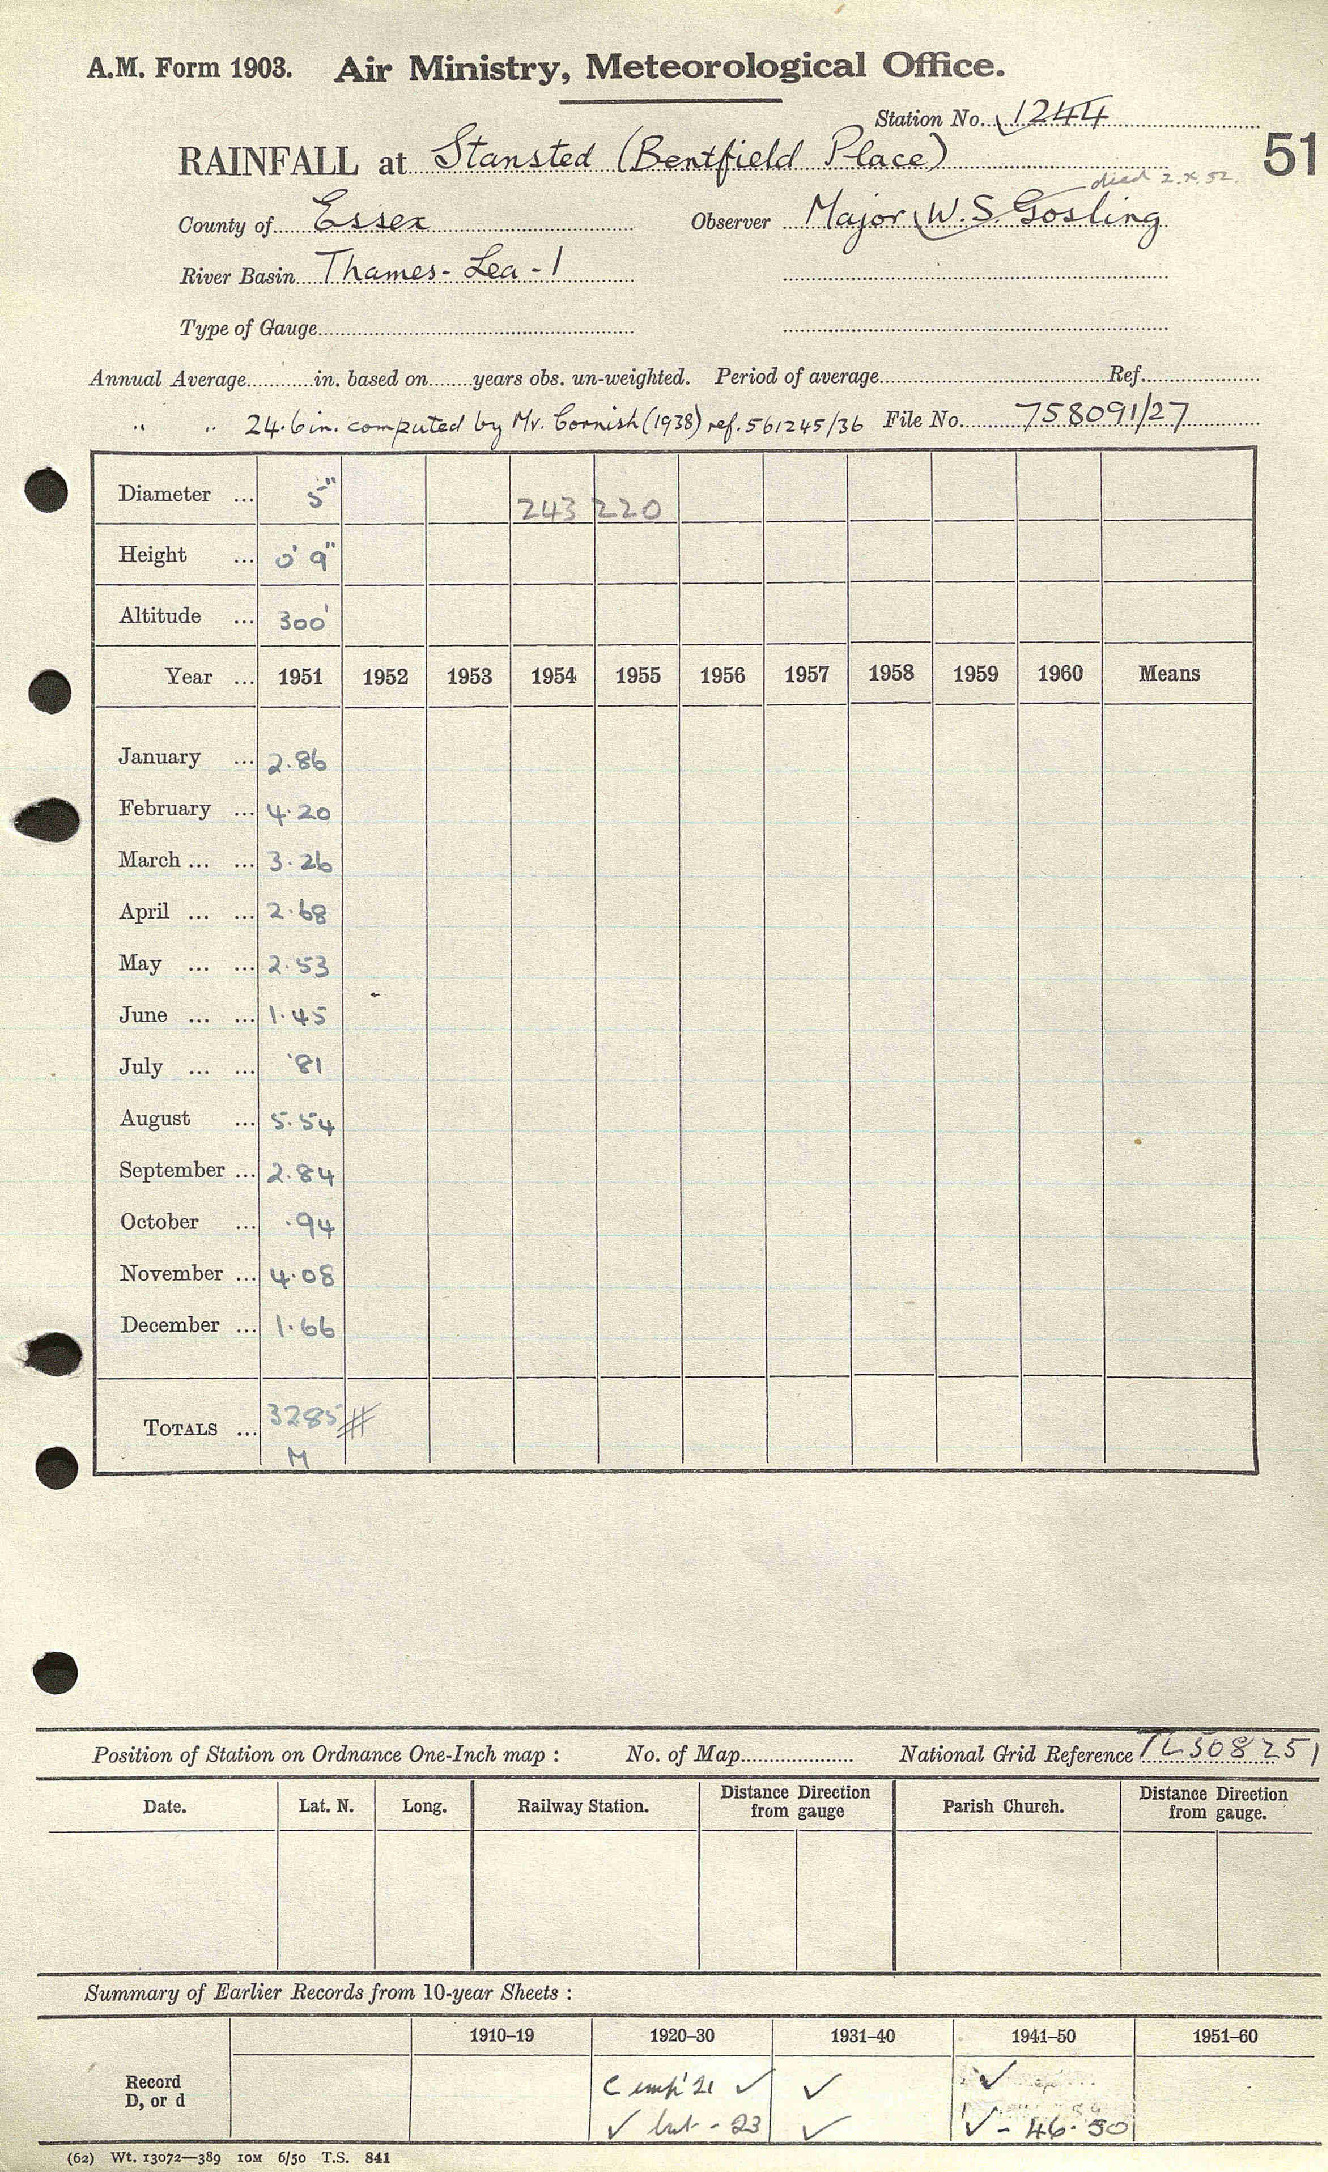 A.M. Form 1903. Air Ministry, Meteorological Office.
Station No. 1244
51
RAINFALL at Stansted (Bentfield Place)
died 2.X.52.
County of Essex Observer Major W.S. Gosling
River Basin Thames - Lea - 1
Type of Gauge
Annual Average in. based on years obs. un-weighted. Period of average Ref.
" " 24.6 in. computed by Mr. Cornish (1938) ref. 561245/36 File No. 758091/27
Diameter ... 5" 243 220
Height ... 0' 9"
Altitude ... 300'
Year ... 1951 1952 1953 1954 1955 1956 1957 1958 1959 1960 Means
January ... 2.86
February ... 4.20
March ... ... 3.26
April ... ... 2.68
May ... ... 2.53
June ... ... 1.45
July ... ... .81
August ... 5.54
September ... 2.84
October ... .94
November ... 4.08
December ... 1.66
TOTALS ... 3285 #
M
Position of Station on Ordnance One-Inch map : No. of Map National Grid Reference TL 508 251
Date. Lat. N. Long. Railway Station. Distance from gauge Direction Parish Church. Distance from gauge. Direction
Summary of Earlier Records from 10-year Sheets :
1910–19 1920–30 1931–40 1941–50 1951–60
Record C '21 ✓ ✓ ✓
D, or d ✓ but - 23 ✓ ✓ - 46-50
(62) Wt. 13072—389 10M 6/50 T.S. 841